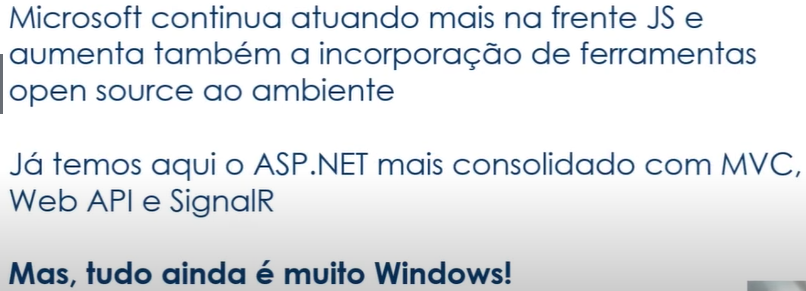 Microsoft continua atuando mais na frente JS e
aumenta também a incorporação de ferramentas
open source ao ambiente
Já temos aqui o ASP.NET mais consolidado com MVC,
Web API e SignalR
Mas, tudo ainda é muito Windows!